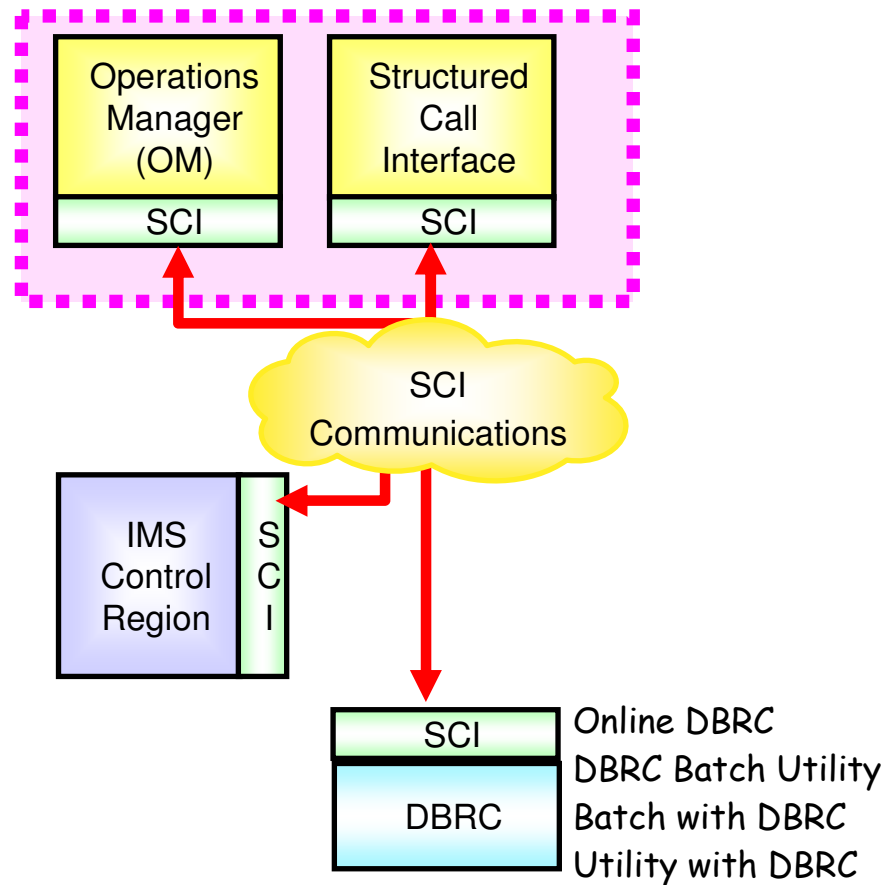 Operations
Manager
(OM)
SCI
Structured
Call
Interface
SCI
SCI
Communications
IMS
Control
Region
S
C
I
SCI
DBRC
Online DBRC
DBRC Batch Utility
Batch with DBRC
Utility with DBRC